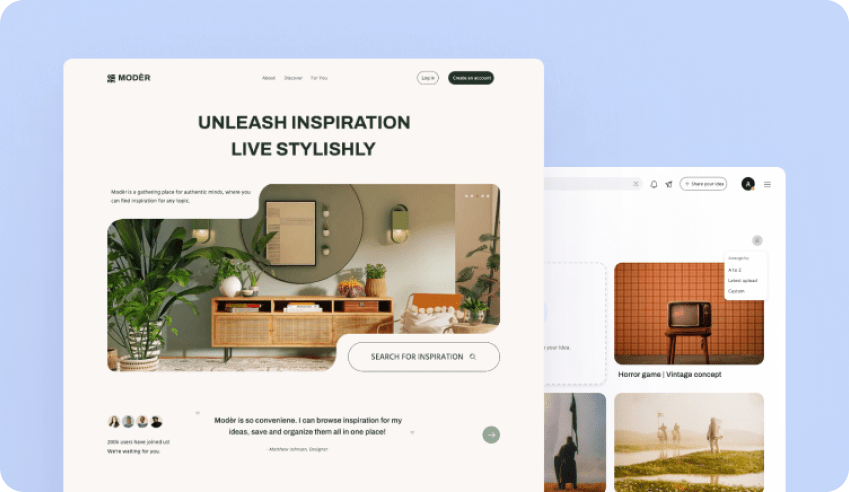 MODÈR
About Discover For You
Log in
Create an account
UNLEASH INSPIRATION
LIVE STYLISHLY
Modèr is a gathering place for authentic minds, where you
can find inspiration for any topic.
SEARCH FOR INSPIRATION
200k users have joined us!
We're waiting for you.
"
Modèr is so conveniene. I can browse inspiration for my
ideas, save and organize them all in one place!
"
- Matthew Johnson, Designer
+ Share your idea
A
Arrange by
A to Z
Latest upload
Custom
your idea.
Horror game | Vintage concept